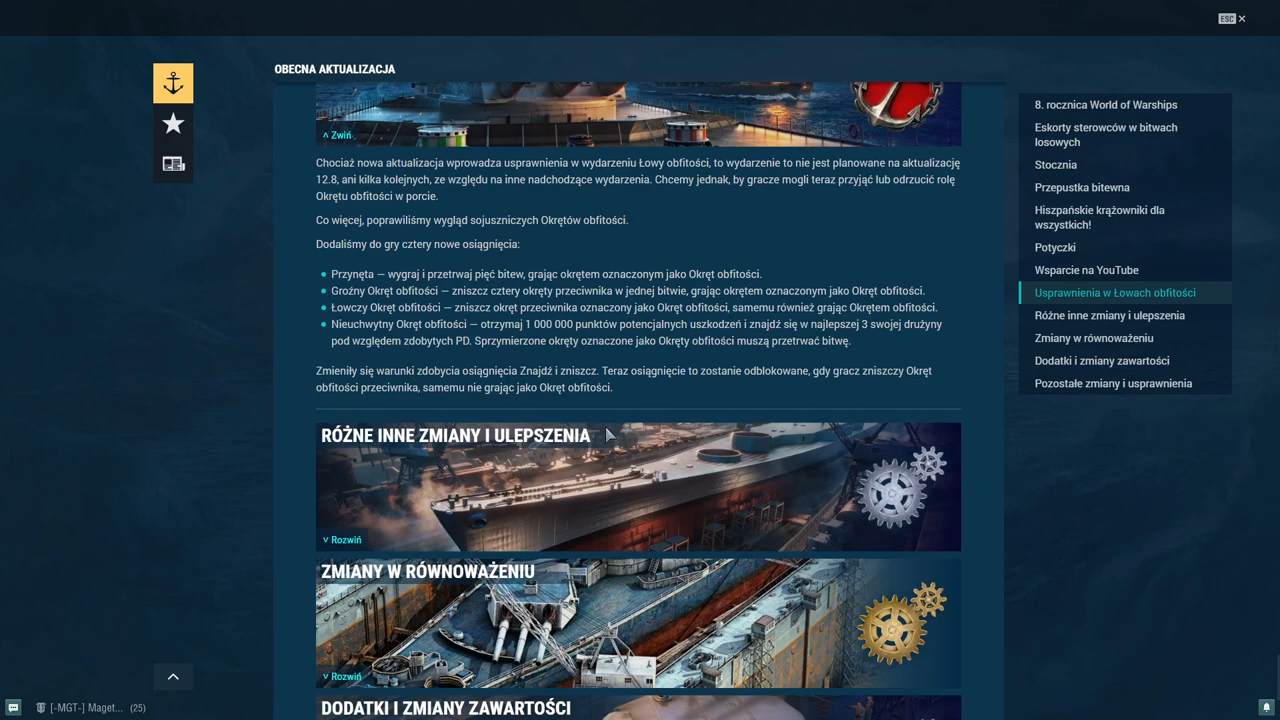 ESC ×
OBECNA AKTUALIZACJA
Zwiń
Chociaż nowa aktualizacja wprowadza usprawnienia w wydarzeniu Łowy obfitości, to wydarzenie to nie jest planowane na aktualizację
12.8, ani kilka kolejnych, ze względu na inne nadchodzące wydarzenia. Chcemy jednak, by gracze mogli teraz przyjąć lub odrzucić rolę
Okrętu obfitości w porcie.
Co więcej, poprawiliśmy wygląd sojuszniczych Okrętów obfitości.
Dodaliśmy do gry cztery nowe osiągnięcia:
• Przynęta — wygraj i przetrwaj pięć bitew, grając okrętem oznaczonym jako Okręt obfitości.
• Groźny Okręt obfitości — zniszcz cztery okręty przeciwnika w jednej bitwie, grając okrętem oznaczonym jako Okręt obfitości.
• Łowczy Okręt obfitości — zniszcz okręt przeciwnika oznaczony jako Okręt obfitości, samemu również grając Okrętem obfitości.
• Nieuchwytny Okręt obfitości — otrzymaj 1 000 000 punktów potencjalnych uszkodzeń i znajdź się w najlepszej 3 swojej drużyny
pod względem zdobytych PD. Sprzymierzone okręty oznaczone jako Okręty obfitości muszą przetrwać bitwę.
Zmieniły się warunki zdobycia osiągnięcia Znajdź i zniszcz. Teraz osiągnięcie to zostanie odblokowane, gdy gracz zniszczy Okręt
obfitości przeciwnika, samemu nie grając jako Okręt obfitości.
RÓŻNE INNE ZMIANY I ULEPSZENIA
Rozwiń
ZMIANY W RÓWNOWAŻENIU
Rozwiń
DODATKI I ZMIANY ZAWARTOŚCI
8. rocznica World of Warships
Eskorty sterowców w bitwach
losowych
Stocznia
Przepustka bitewna
Hiszpańskie krążowniki dla
wszystkich!
Potyczki
Wsparcie na YouTube
Usprawnienia w Łowach obfitości
Różne inne zmiany i ulepszenia
Zmiany w równoważeniu
Dodatki i zmiany zawartości
Pozostałe zmiany i usprawnienia
[-MGT-] Maget... (25)